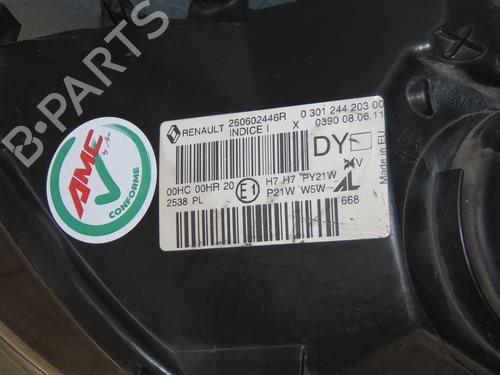 RENAULT 260602446R 0 301 244 203 00
INDICE I X 0390 08.06.11
DY
Made in EU
V
00HC 00HR 20 E1 H7 H7 PY21W
2538 PL P21W W5W AL
668
AMC
CONFORME
B-Parts